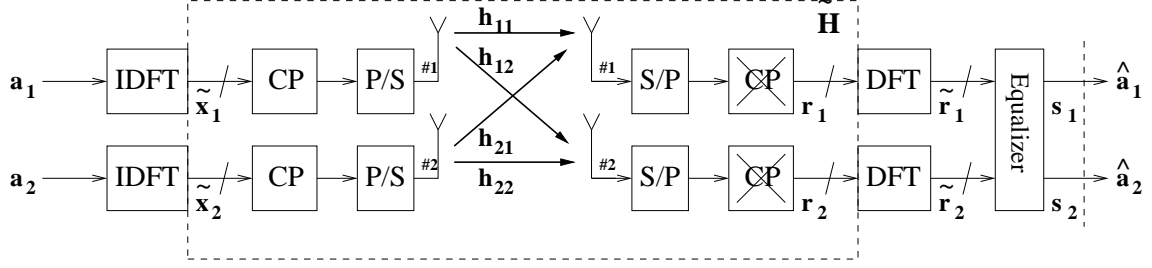 H̃
a₁ IDFT x̃₁ CP P/S #1 h₁₁ h₁₂ #1 S/P CP r₁ DFT r̃₁ Equalizer s₁ â₁
a₂ IDFT x̃₂ CP P/S #2 h₂₁ h₂₂ #2 S/P CP r₂ DFT r̃₂ s₂ â₂